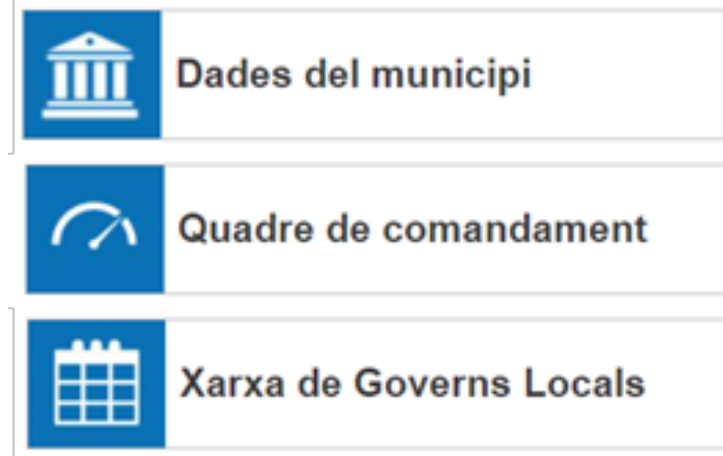 Dades del municipi
Quadre de comandament
Xarxa de Governs Locals